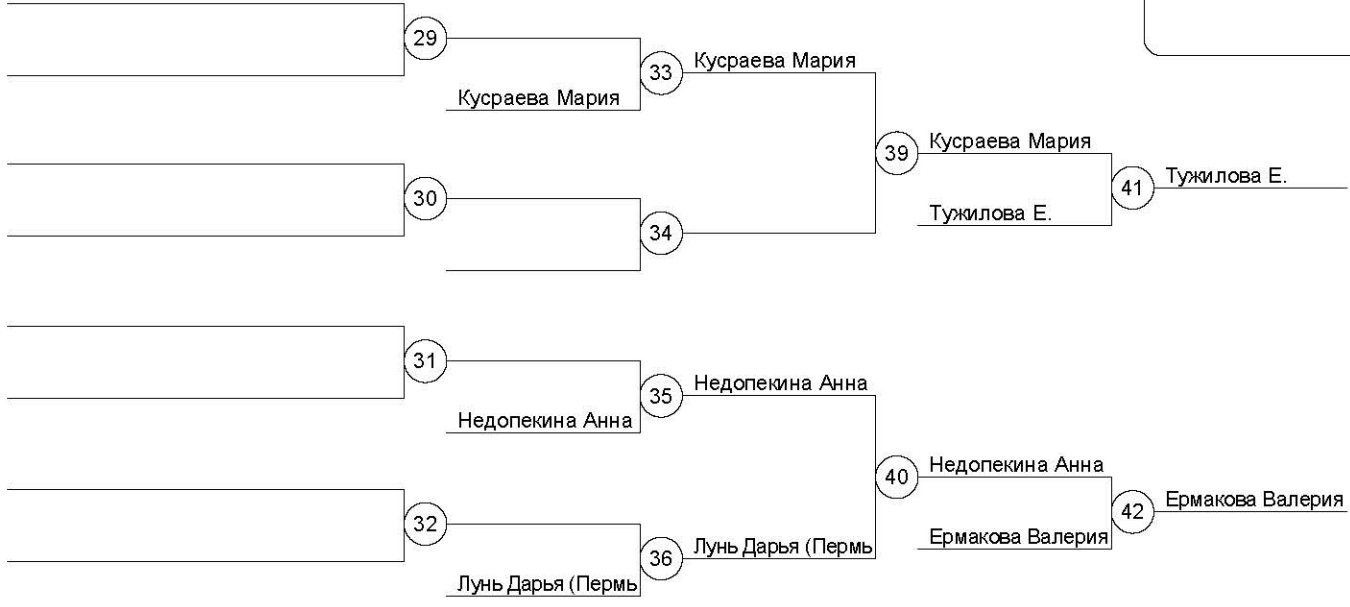 29
33
Кусраева Мария
Кусраева Мария
39
Кусраева Мария
41
Тужилова Е.
Тужилова Е.
30
34
31
35
Недопекина Анна
Недопекина Анна
40
Недопекина Анна
42
Ермакова Валерия
Ермакова Валерия
32
36
Лунь Дарья (Пермь
Лунь Дарья (Пермь